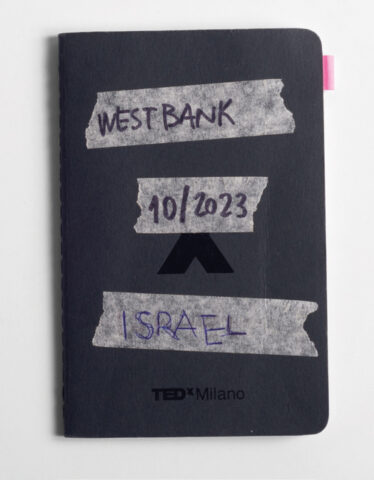 WEST BANK
10/2023
ISRAEL
TEDxMilano